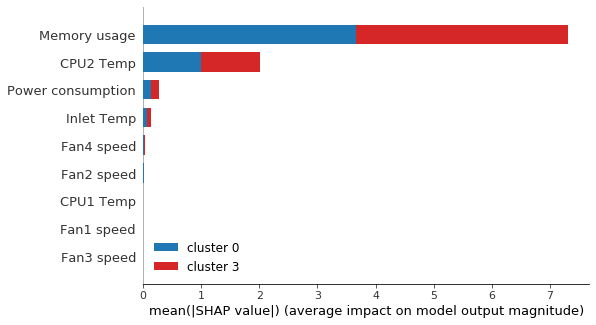 Memory usage
CPU2 Temp
Power consumption
Inlet Temp
Fan4 speed
Fan2 speed
CPU1 Temp
Fan1 speed
Fan3 speed
cluster 0
cluster 3
0 1 2 3 4 5 6 7
mean(|SHAP value|) (average impact on model output magnitude)